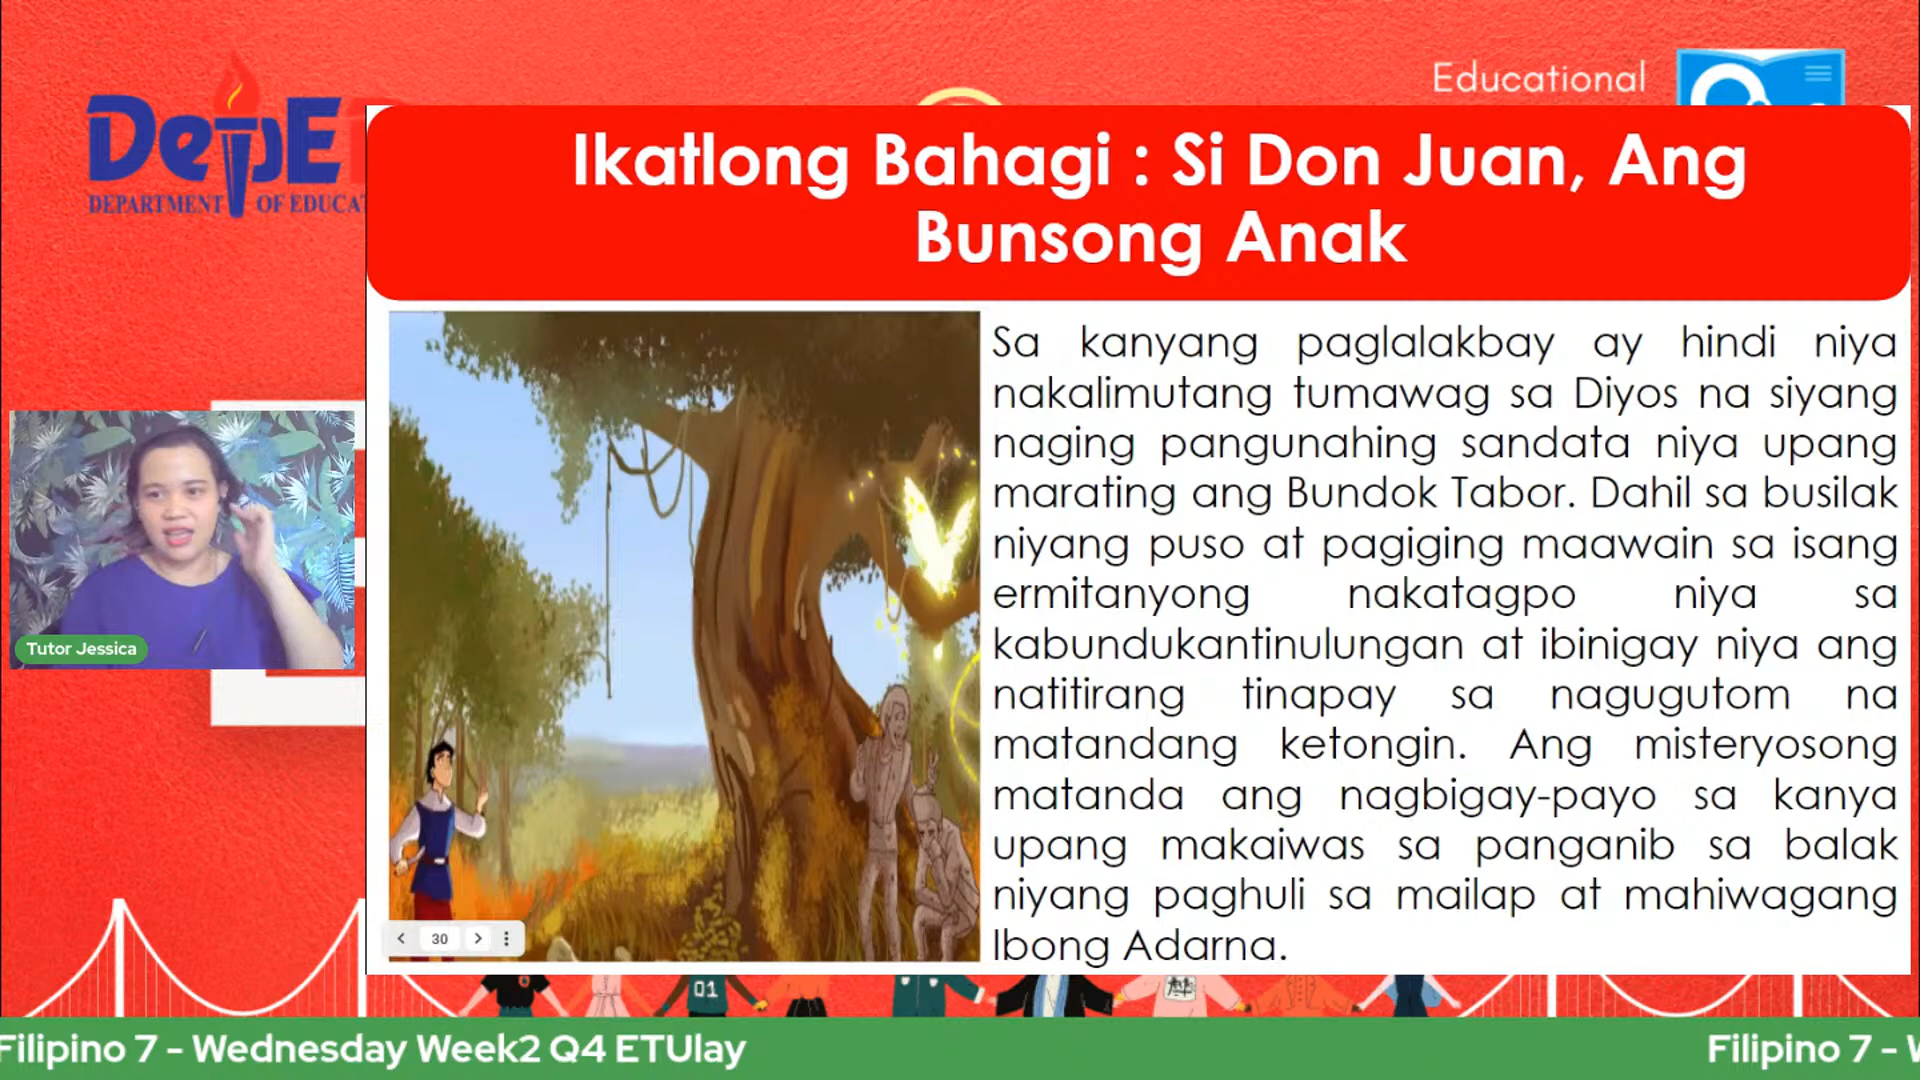 Educational
DepE
DEPARTMENT OF EDUCAT
Ikatlong Bahagi : Si Don Juan, Ang
Bunsong Anak
Sa kanyang paglalakbay ay hindi niya
nakalimutang tumawag sa Diyos na siyang
naging pangunahing sandata niya upang
marating ang Bundok Tabor. Dahil sa busilak
niyang puso at pagiging maawain sa isang
ermitanyong nakatagpo niya sa
kabundukantinulungan at ibinigay niya ang
natitirang tinapay sa nagugutom na
matandang ketongin. Ang misteryosong
matanda ang nagbigay-payo sa kanya
upang makaiwas sa panganib sa balak
niyang paghuli sa mailap at mahiwagang
Ibong Adarna.
Tutor Jessica
30
01
Filipino 7 - Wednesday Week2 Q4 ETUlay
Filipino 7 - W